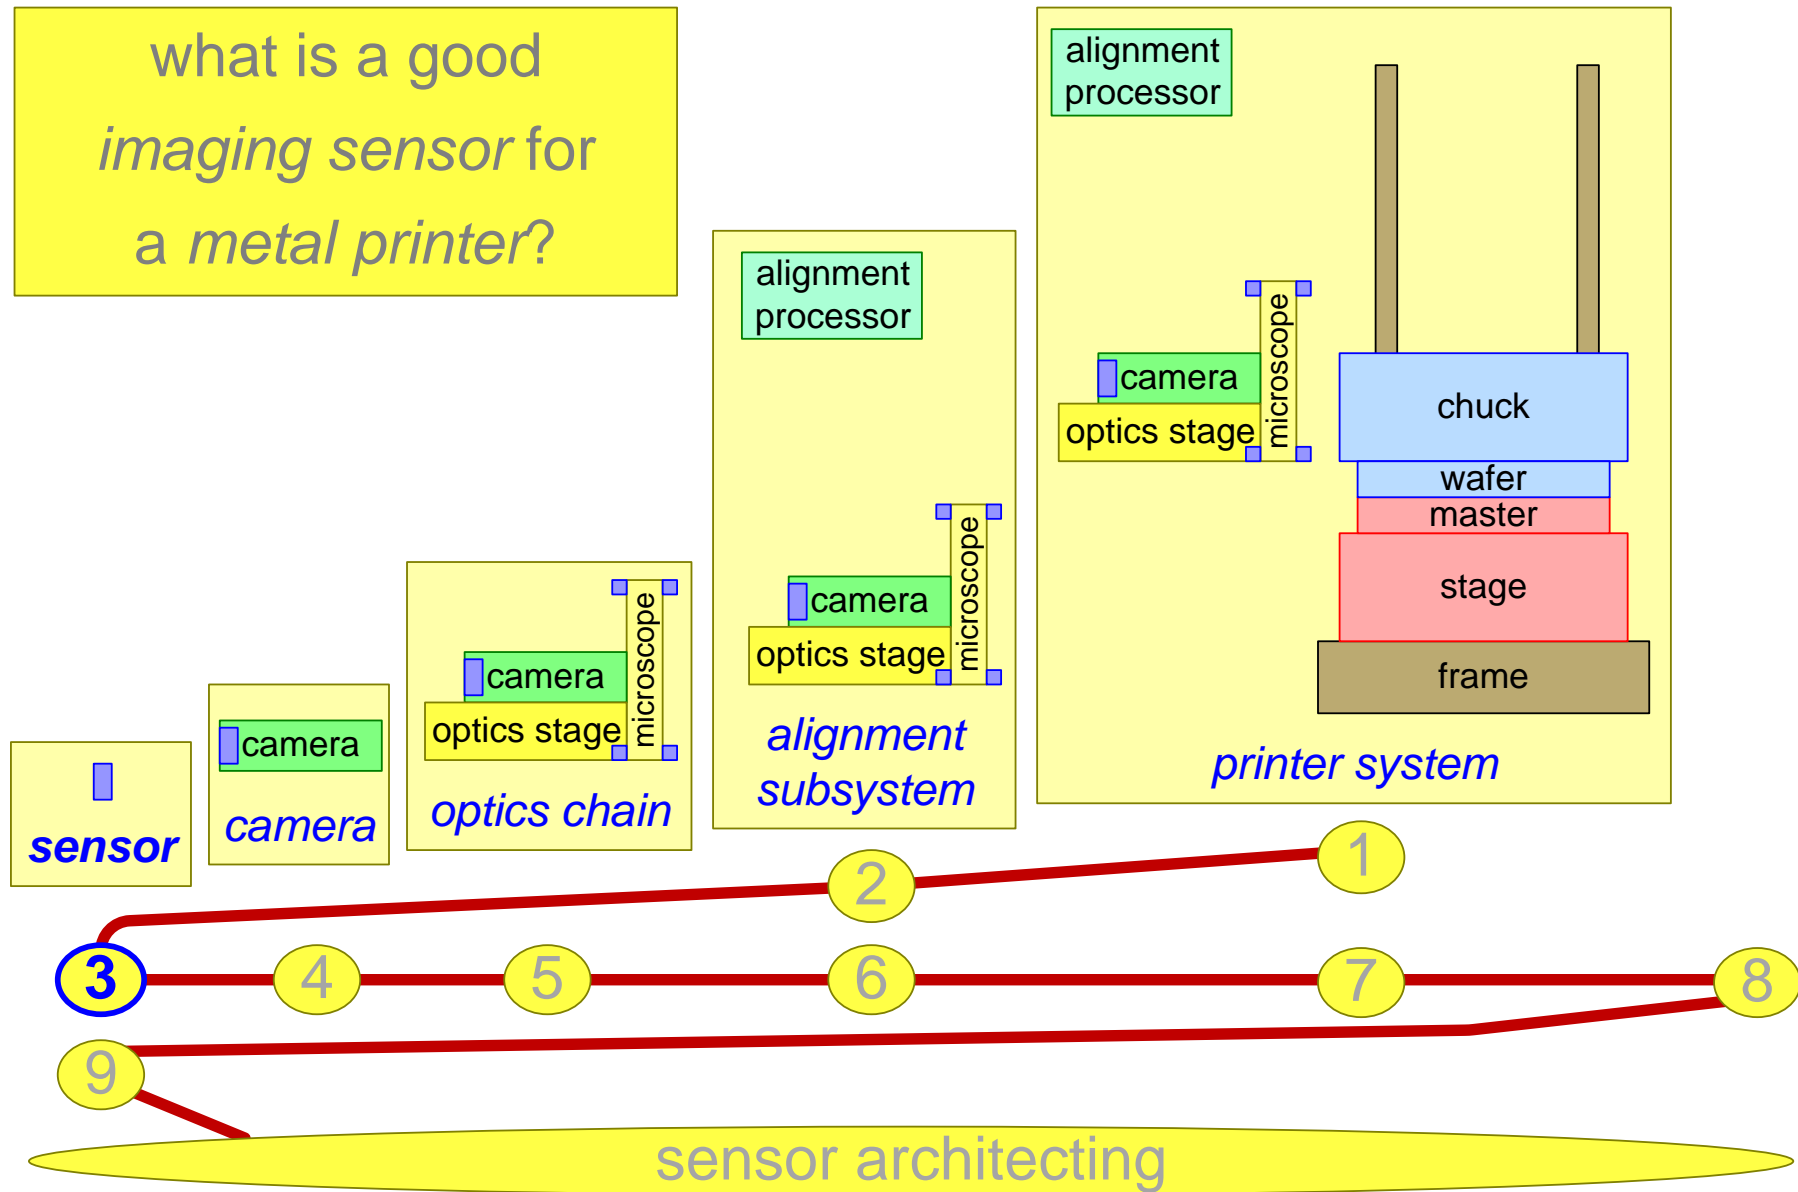 what is a good
imaging sensor for
a metal printer?
alignment
processor
microscope
camera
optics stage
chuck
wafer
master
stage
frame
printer system
alignment
processor
microscope
camera
optics stage
alignment
subsystem
microscope
camera
optics stage
optics chain
camera
camera
sensor
1
2
3
4
5
6
7
8
9
sensor architecting